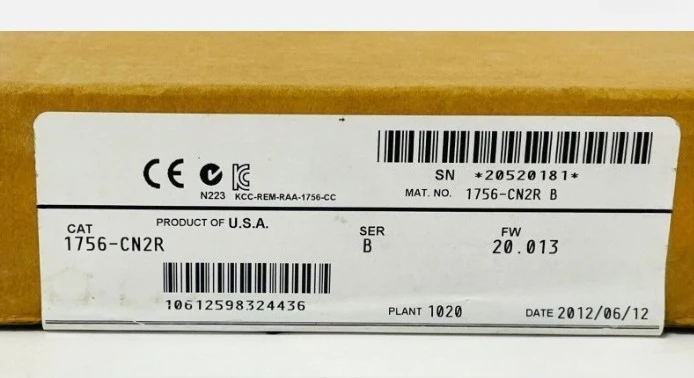 CE
N223 KCC-REM-RAA-1756-CC
SN *20520181*
MAT. NO. 1756-CN2R B
CAT PRODUCT OF U.S.A. SER FW
1756-CN2R B 20.013
10612598324436
PLANT 1020 DATE 2012/06/12